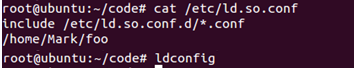 root@ubuntu:~/code# cat /etc/ld.so.conf
include /etc/ld.so.conf.d/*.conf
/home/Mark/foo
root@ubuntu:~/code# ldconfig